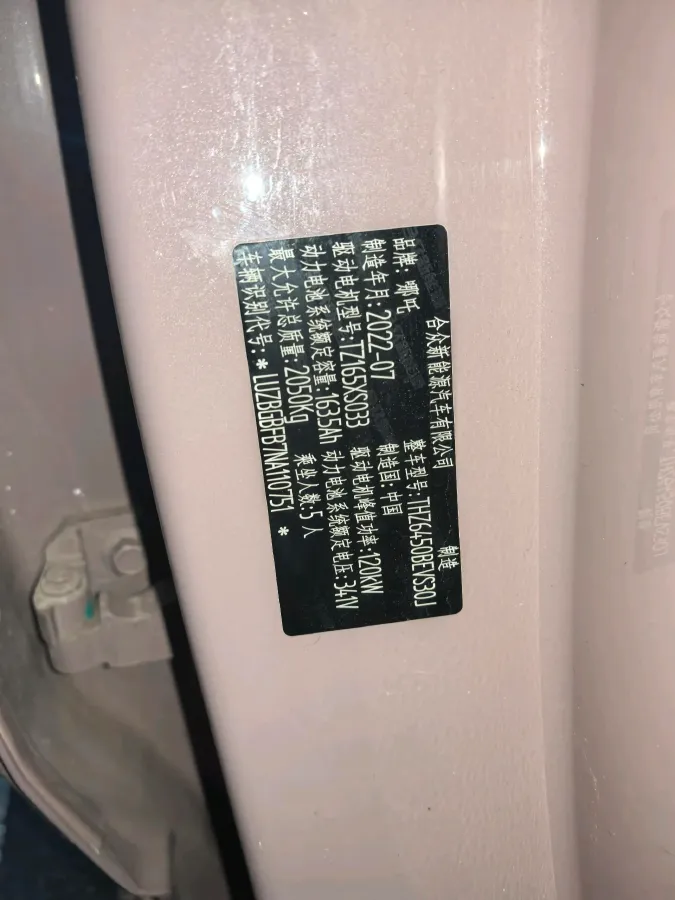 合众新能源汽车有限公司 制造
品牌: 哪吒 整车型号:THZ6450BEVS30J
制造年月:2022-07 制造国:中国
驱动电机型号:TZ165XS033 驱动电机峰值功率:120kW
动力电池系统额定容量:163.5Ah 动力电池系统额定电压:341V
最大允许总质量:2050Kg 乘坐人数:5 人
车辆识别代号:*LUZBGBFB7NA110751 *